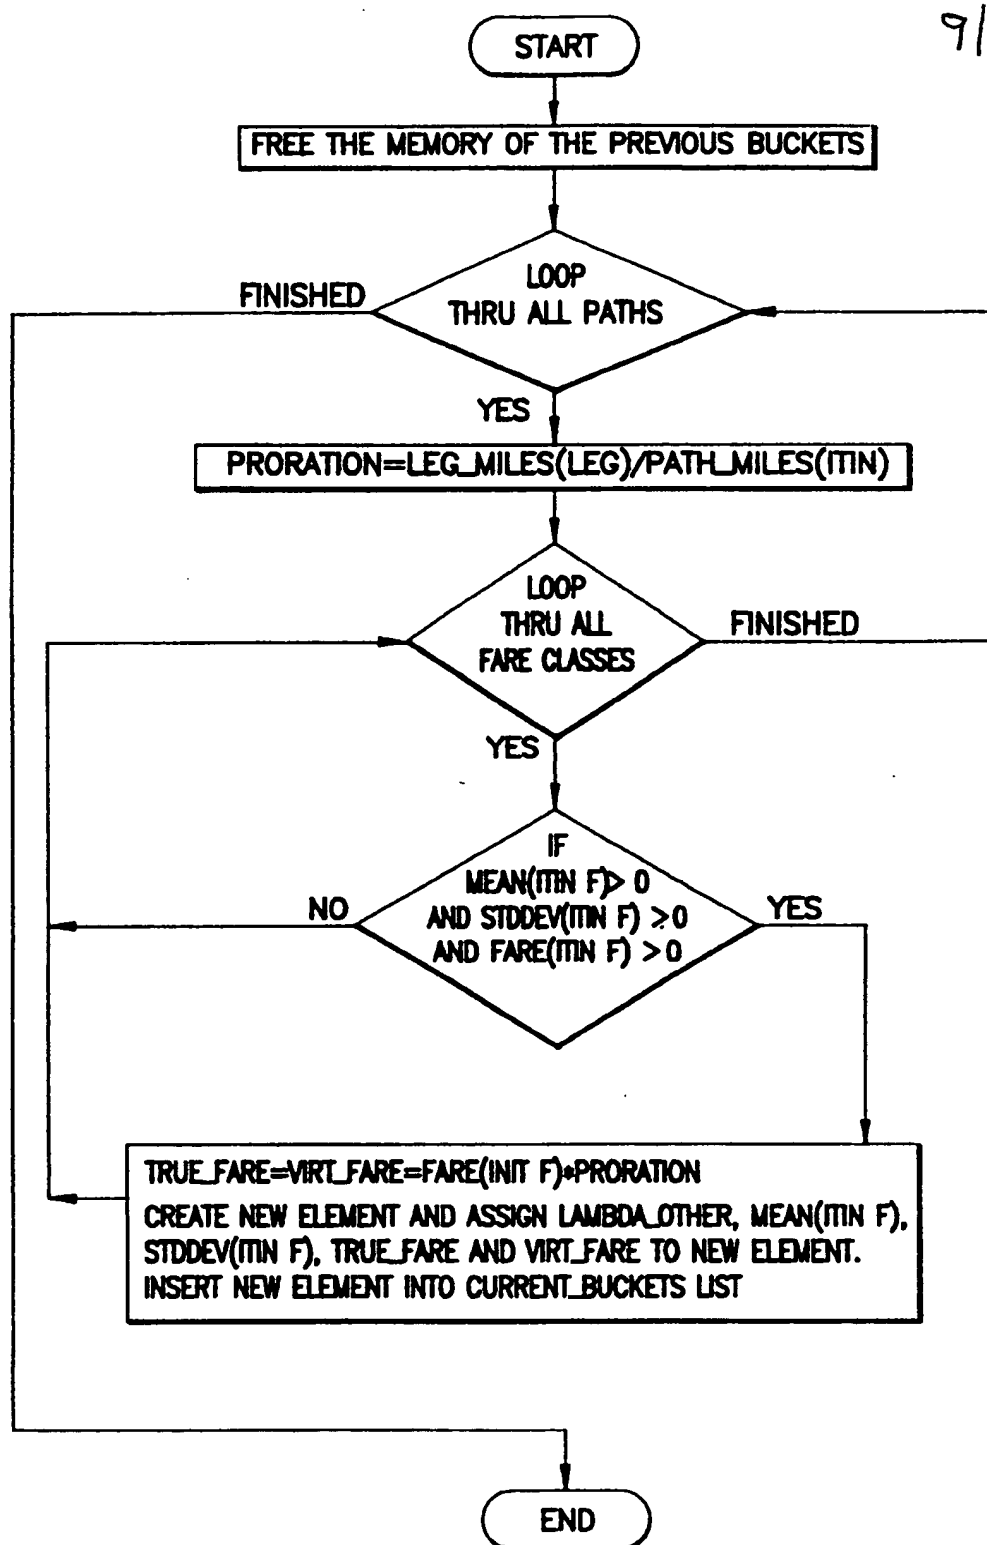 9/
START
FREE THE MEMORY OF THE PREVIOUS BUCKETS
LOOP
THRU ALL PATHS
FINISHED
YES
PRORATION=LEG_MILES(LEG)/PATH_MILES(ITIN)
LOOP
THRU ALL
FARE CLASSES
FINISHED
YES
IF
MEAN(ITIN F)> 0
AND STDDEV(ITIN F) >0
AND FARE(ITIN F) >0
NO
YES
TRUE_FARE=VIRT_FARE=FARE(INIT F)*PRORATION
CREATE NEW ELEMENT AND ASSIGN LAMBDA_OTHER, MEAN(ITIN F),
STDDEV(ITIN F), TRUE_FARE AND VIRT_FARE TO NEW ELEMENT.
INSERT NEW ELEMENT INTO CURRENT_BUCKETS LIST
END